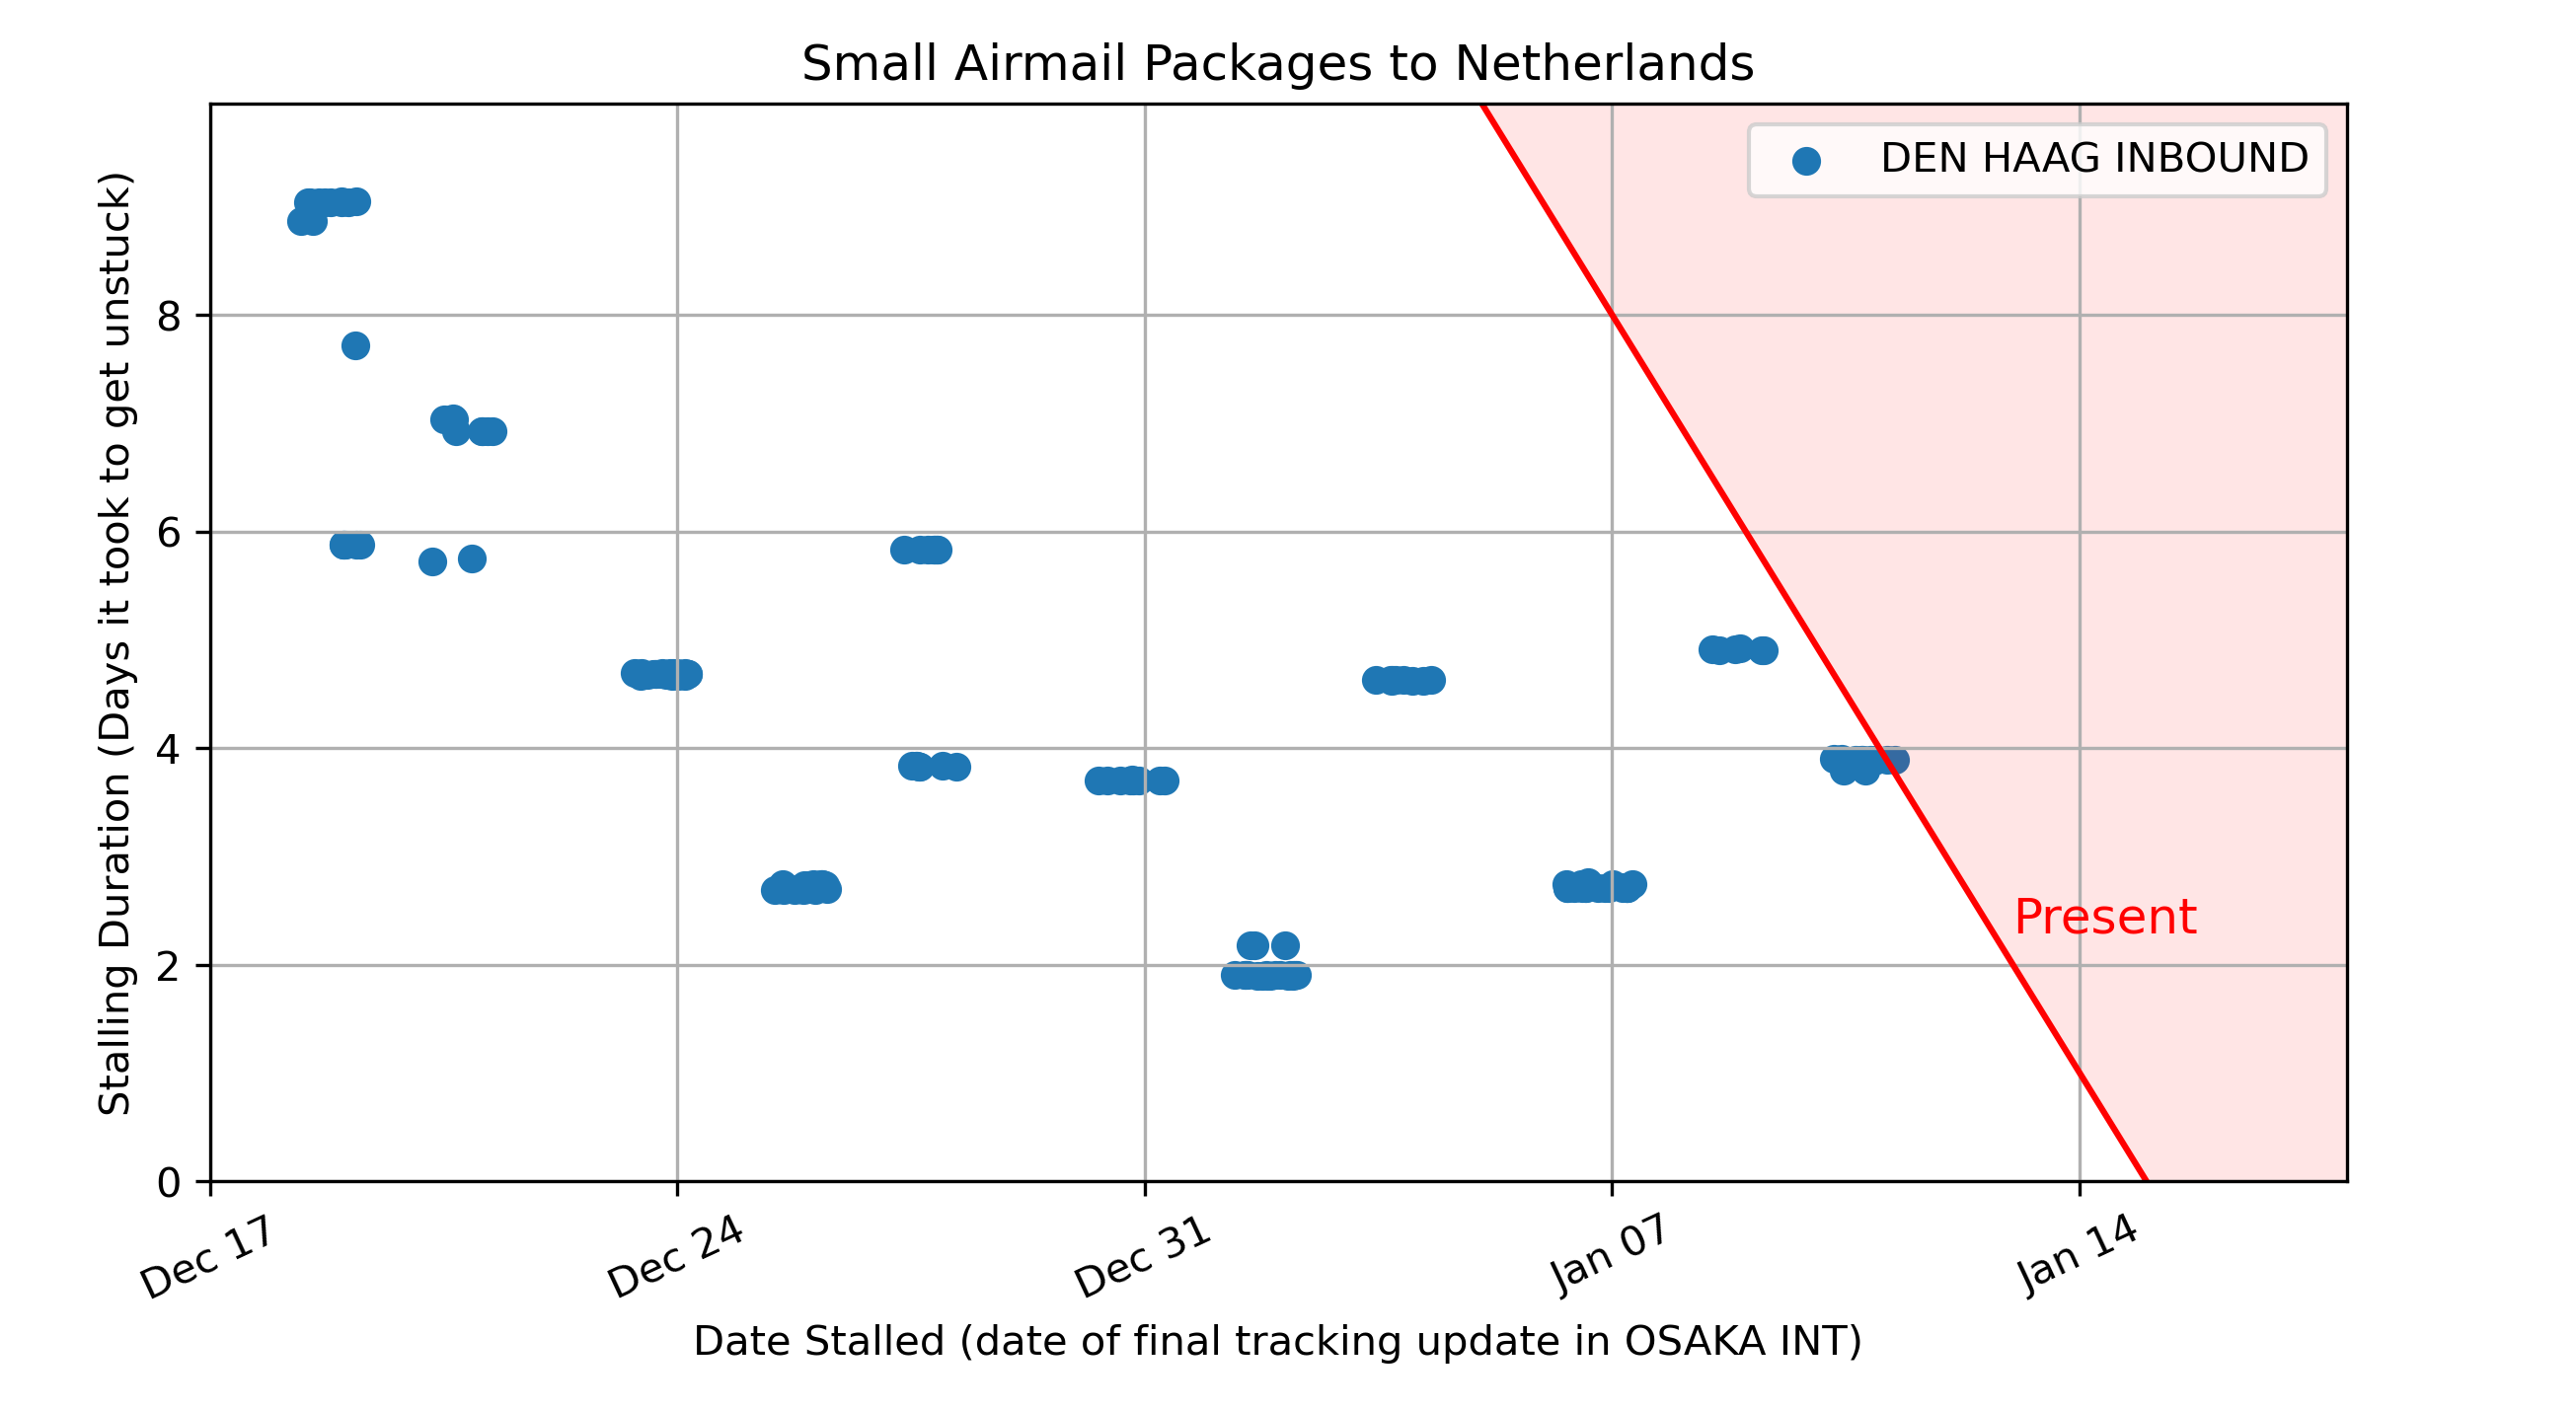 Small Airmail Packages to Netherlands
DEN HAAG INBOUND
Stalling Duration (Days it took to get unstuck)
8
6
4
2
0
Present
Dec 17
Dec 24
Dec 31
Jan 07
Jan 14
Date Stalled (date of final tracking update in OSAKA INT)